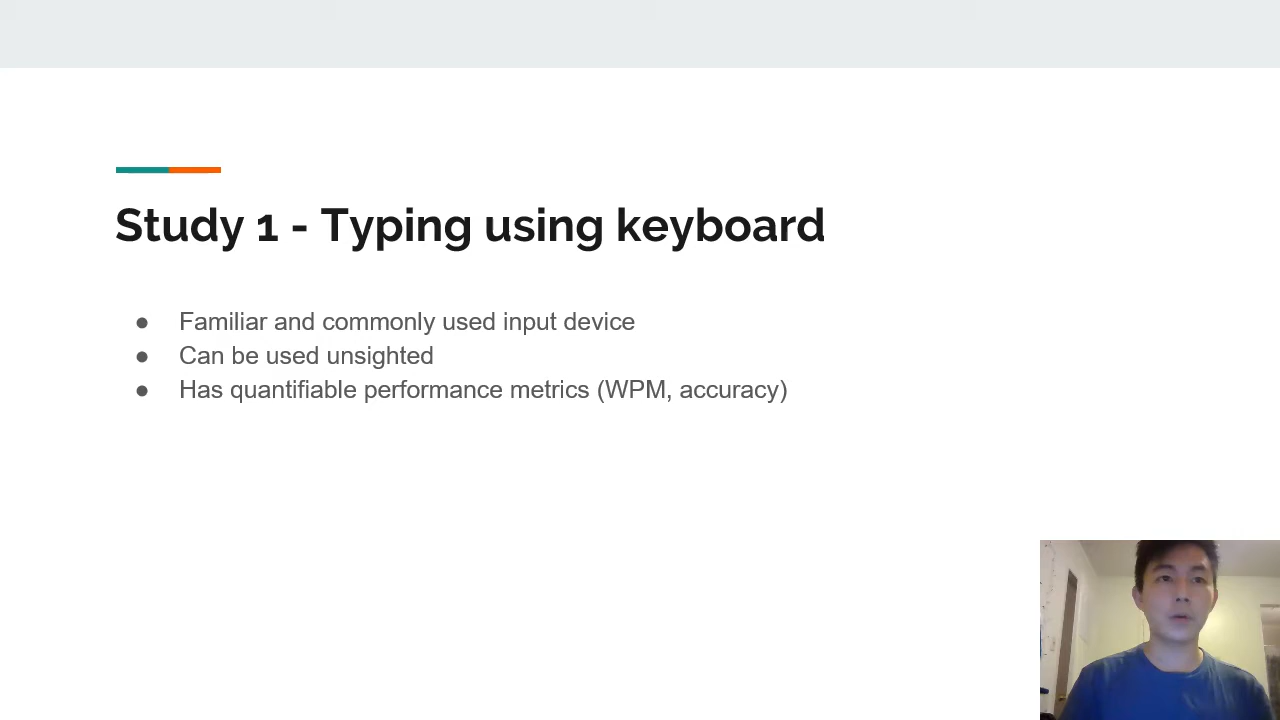 Study 1 - Typing using keyboard
● Familiar and commonly used input device
● Can be used unsighted
● Has quantifiable performance metrics (WPM, accuracy)